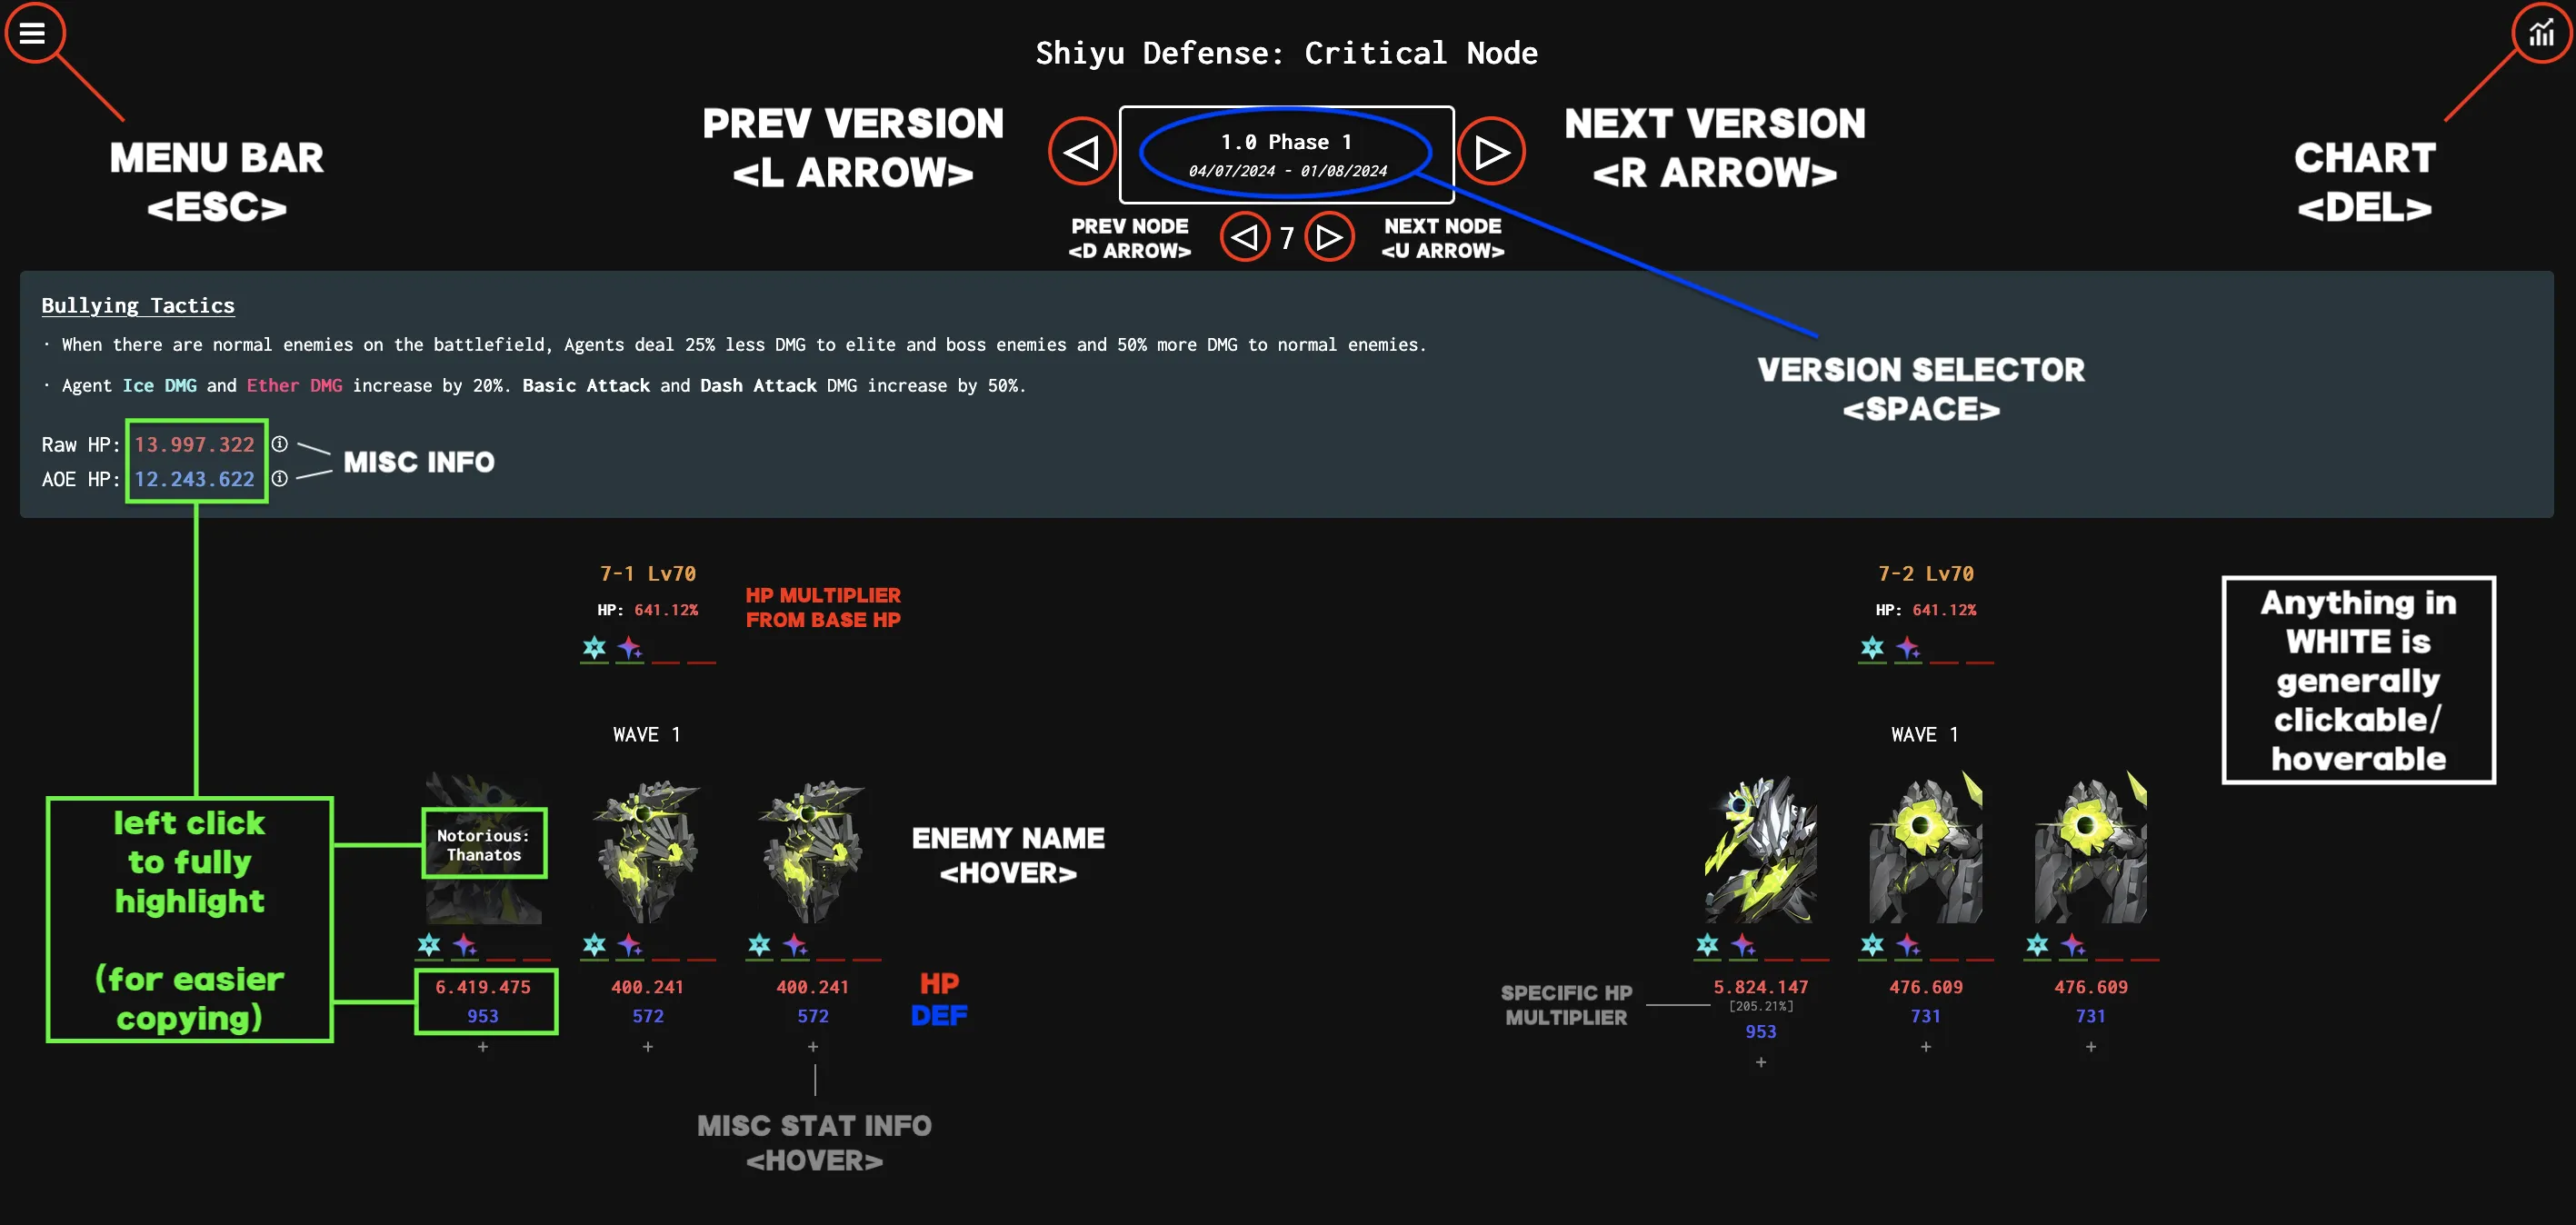 Shiyu Defense: Critical Node
MENU BAR
<ESC>
PREV VERSION
<L ARROW>
1.0 Phase 1
04/07/2024 - 01/08/2024
NEXT VERSION
<R ARROW>
CHART
<DEL>
PREV NODE
<D ARROW>
7
NEXT NODE
<U ARROW>
Bullying Tactics
· When there are normal enemies on the battlefield, Agents deal 25% less DMG to elite and boss enemies and 50% more DMG to normal enemies.
· Agent Ice DMG and Ether DMG increase by 20%. Basic Attack and Dash Attack DMG increase by 50%.
VERSION SELECTOR
<SPACE>
Raw HP: 13.997.322
AOE HP: 12.243.622
MISC INFO
7-1 Lv70
HP: 641.12%
HP MULTIPLIER
FROM BASE HP
7-2 Lv70
HP: 641.12%
Anything in
WHITE is
generally
clickable/
hoverable
WAVE 1
WAVE 1
left click
to fully
highlight
(for easier
copying)
Notorious:
Thanatos
ENEMY NAME
<HOVER>
6.419.475
953
+
400.241
572
+
400.241
572
+
HP
DEF
SPECIFIC HP
MULTIPLIER
5.824.147
[205.21%]
953
+
476.609
731
+
476.609
731
+
MISC STAT INFO
<HOVER>